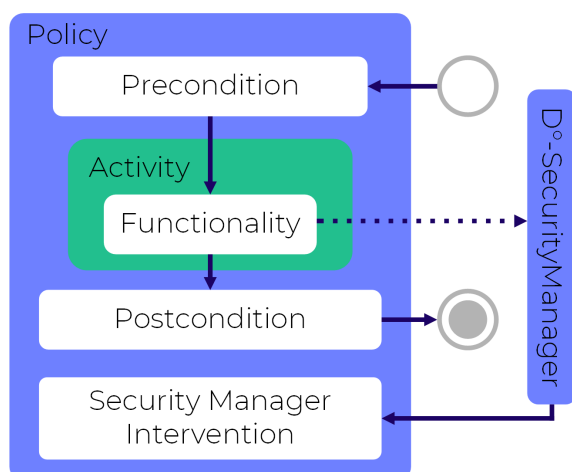 Policy
Precondition
Activity
Functionality
Postcondition
Security Manager
Intervention
D°-SecurityManager